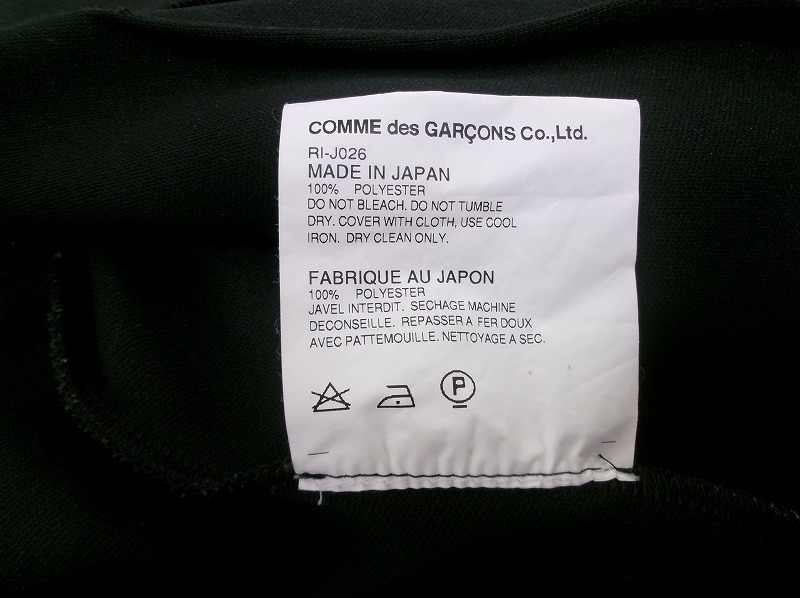 COMME des GARÇONS Co.,Ltd.
RI-J026
MADE IN JAPAN
100% POLYESTER
DO NOT BLEACH. DO NOT TUMBLE
DRY. COVER WITH CLOTH, USE COOL
IRON. DRY CLEAN ONLY.
FABRIQUE AU JAPON
100% POLYESTER
JAVEL INTERDIT. SECHAGE MACHINE
DECONSEILLE. REPASSER A FER DOUX
AVEC PATTEMOUILLE. NETTOYAGE A SEC.
P